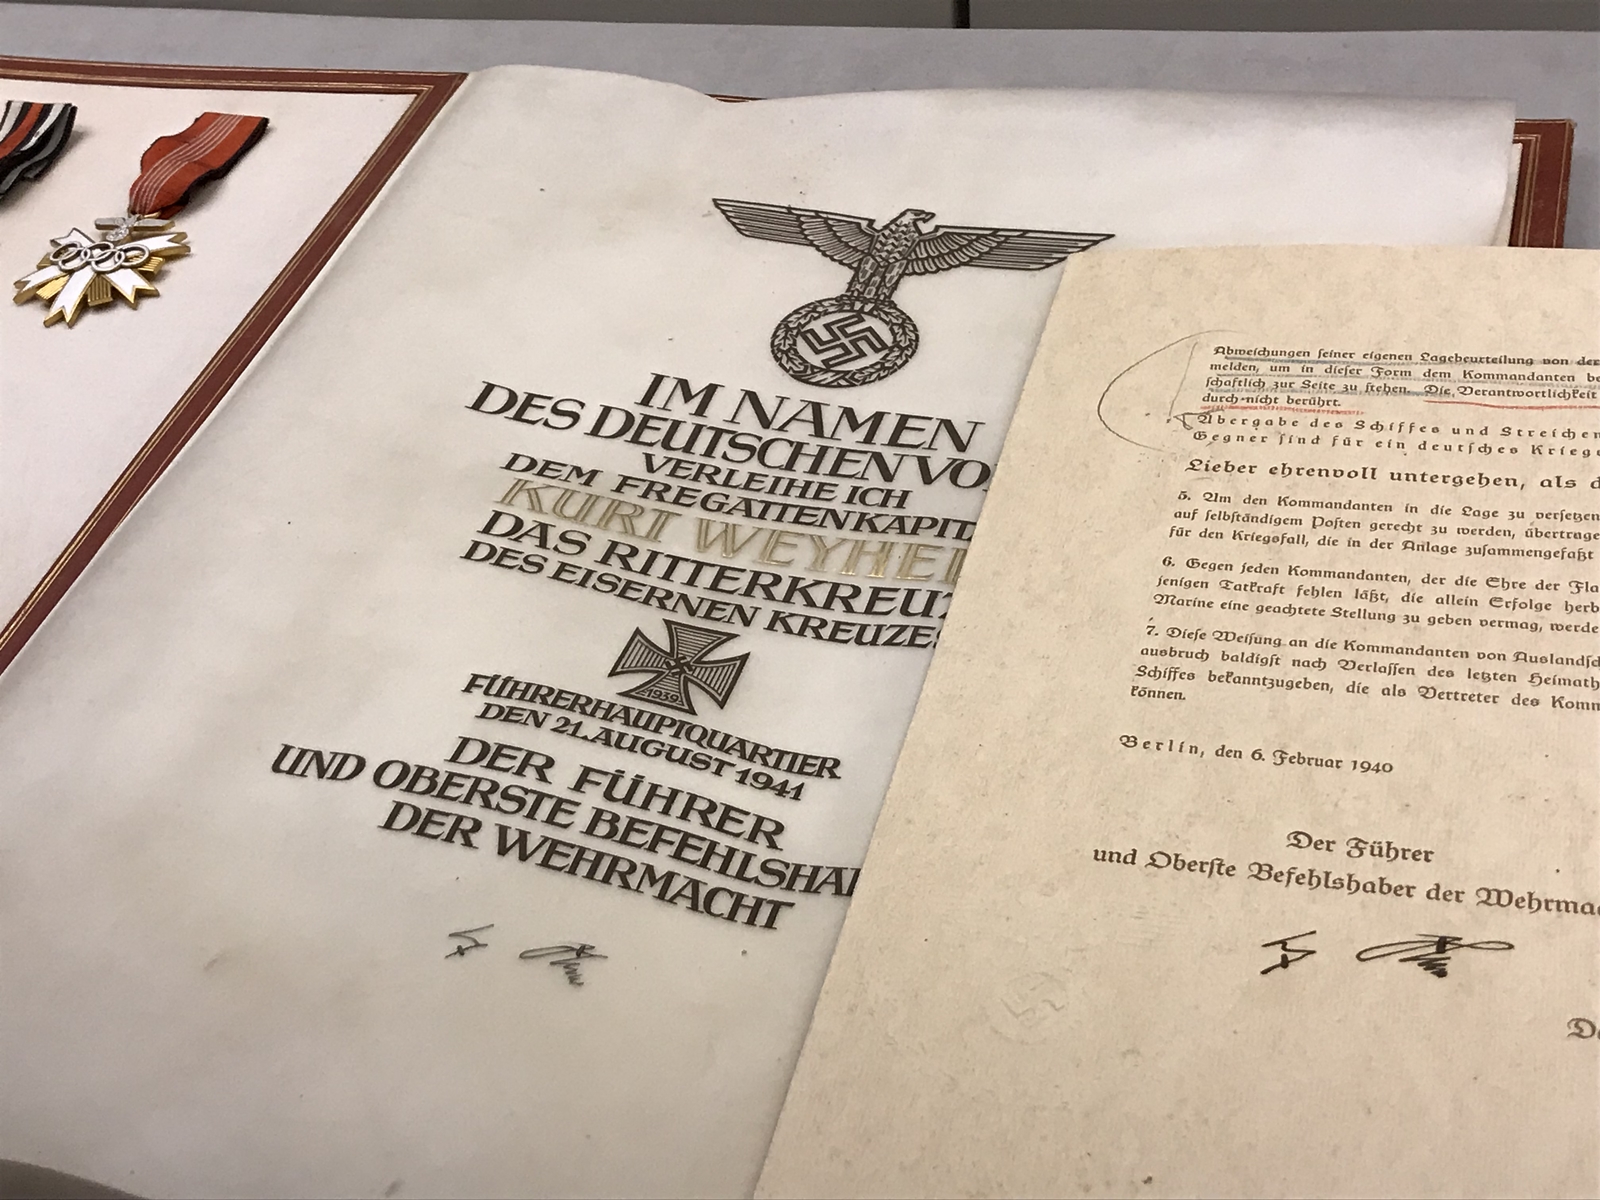 IM NAMEN
DES DEUTSCHEN VO
VERLEIHE ICH
DEM FREGATTENKAPIT
KURT WEYHE
DAS RITTERKREU
DES EISERNEN KREUZES
1939
FÜHRERHAUPTQUARTIER
DEN 21. AUGUST 1941
DER FÜHRER
UND OBERSTE BEFEHLSHA
DER WEHRMACHT
Abweichungen seiner eigenen Lagebeurteilung von der
melden, um in dieser Form dem Kommandanten be
schaftlich zur Seite zu stehen. Die Verantwortlichkeit
durch nicht berührt.
Übergabe des Schiffes und Streichen
Gegner sind für ein deutsches Kriegs
Lieber ehrenvoll untergehen, als d
5. Um den Kommandanten in die Lage zu versetzen
auf selbständigem Posten gerecht zu werden, übertrage
für den Kriegsfall, die in der Anlage zusammengefaßt
6. Gegen jeden Kommandanten, der die Ehre der Fla
jenigen Tatkraft fehlen läßt, die allein Erfolge herb
Marine eine geachtete Stellung zu geben vermag, werde
7. Diese Weisung an die Kommandanten von Auslandsch
ausbruch baldigst nach Verlassen des letzten Heimath
Schiffes bekanntzugeben, die als Vertreter des Komm
können.
Berlin, den 6. Februar 1940
Der Führer
und Oberste Befehlshaber der Wehrmac
De